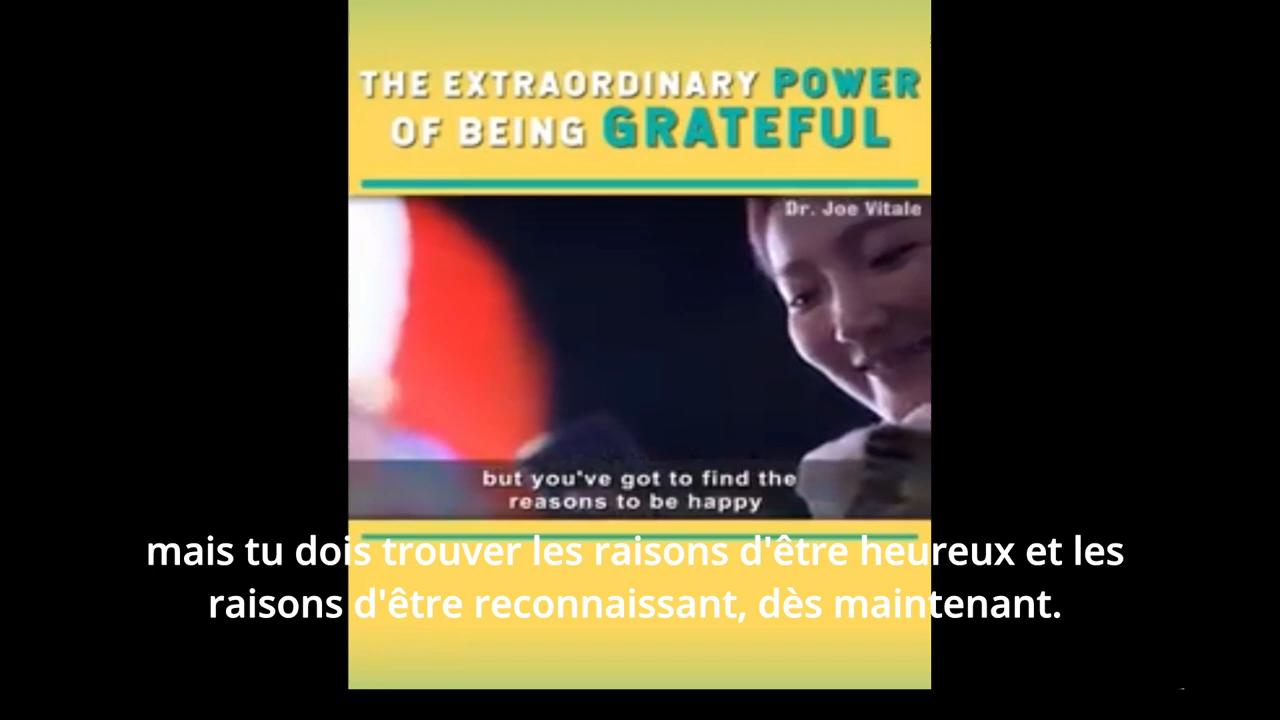 THE EXTRAORDINARY POWER
OF BEING GRATEFUL
Dr. Joe Vitale
but you've got to find the
reasons to be happy
mais tu dois trouver les raisons d'être heureux et les
raisons d'être reconnaissant, dès maintenant.